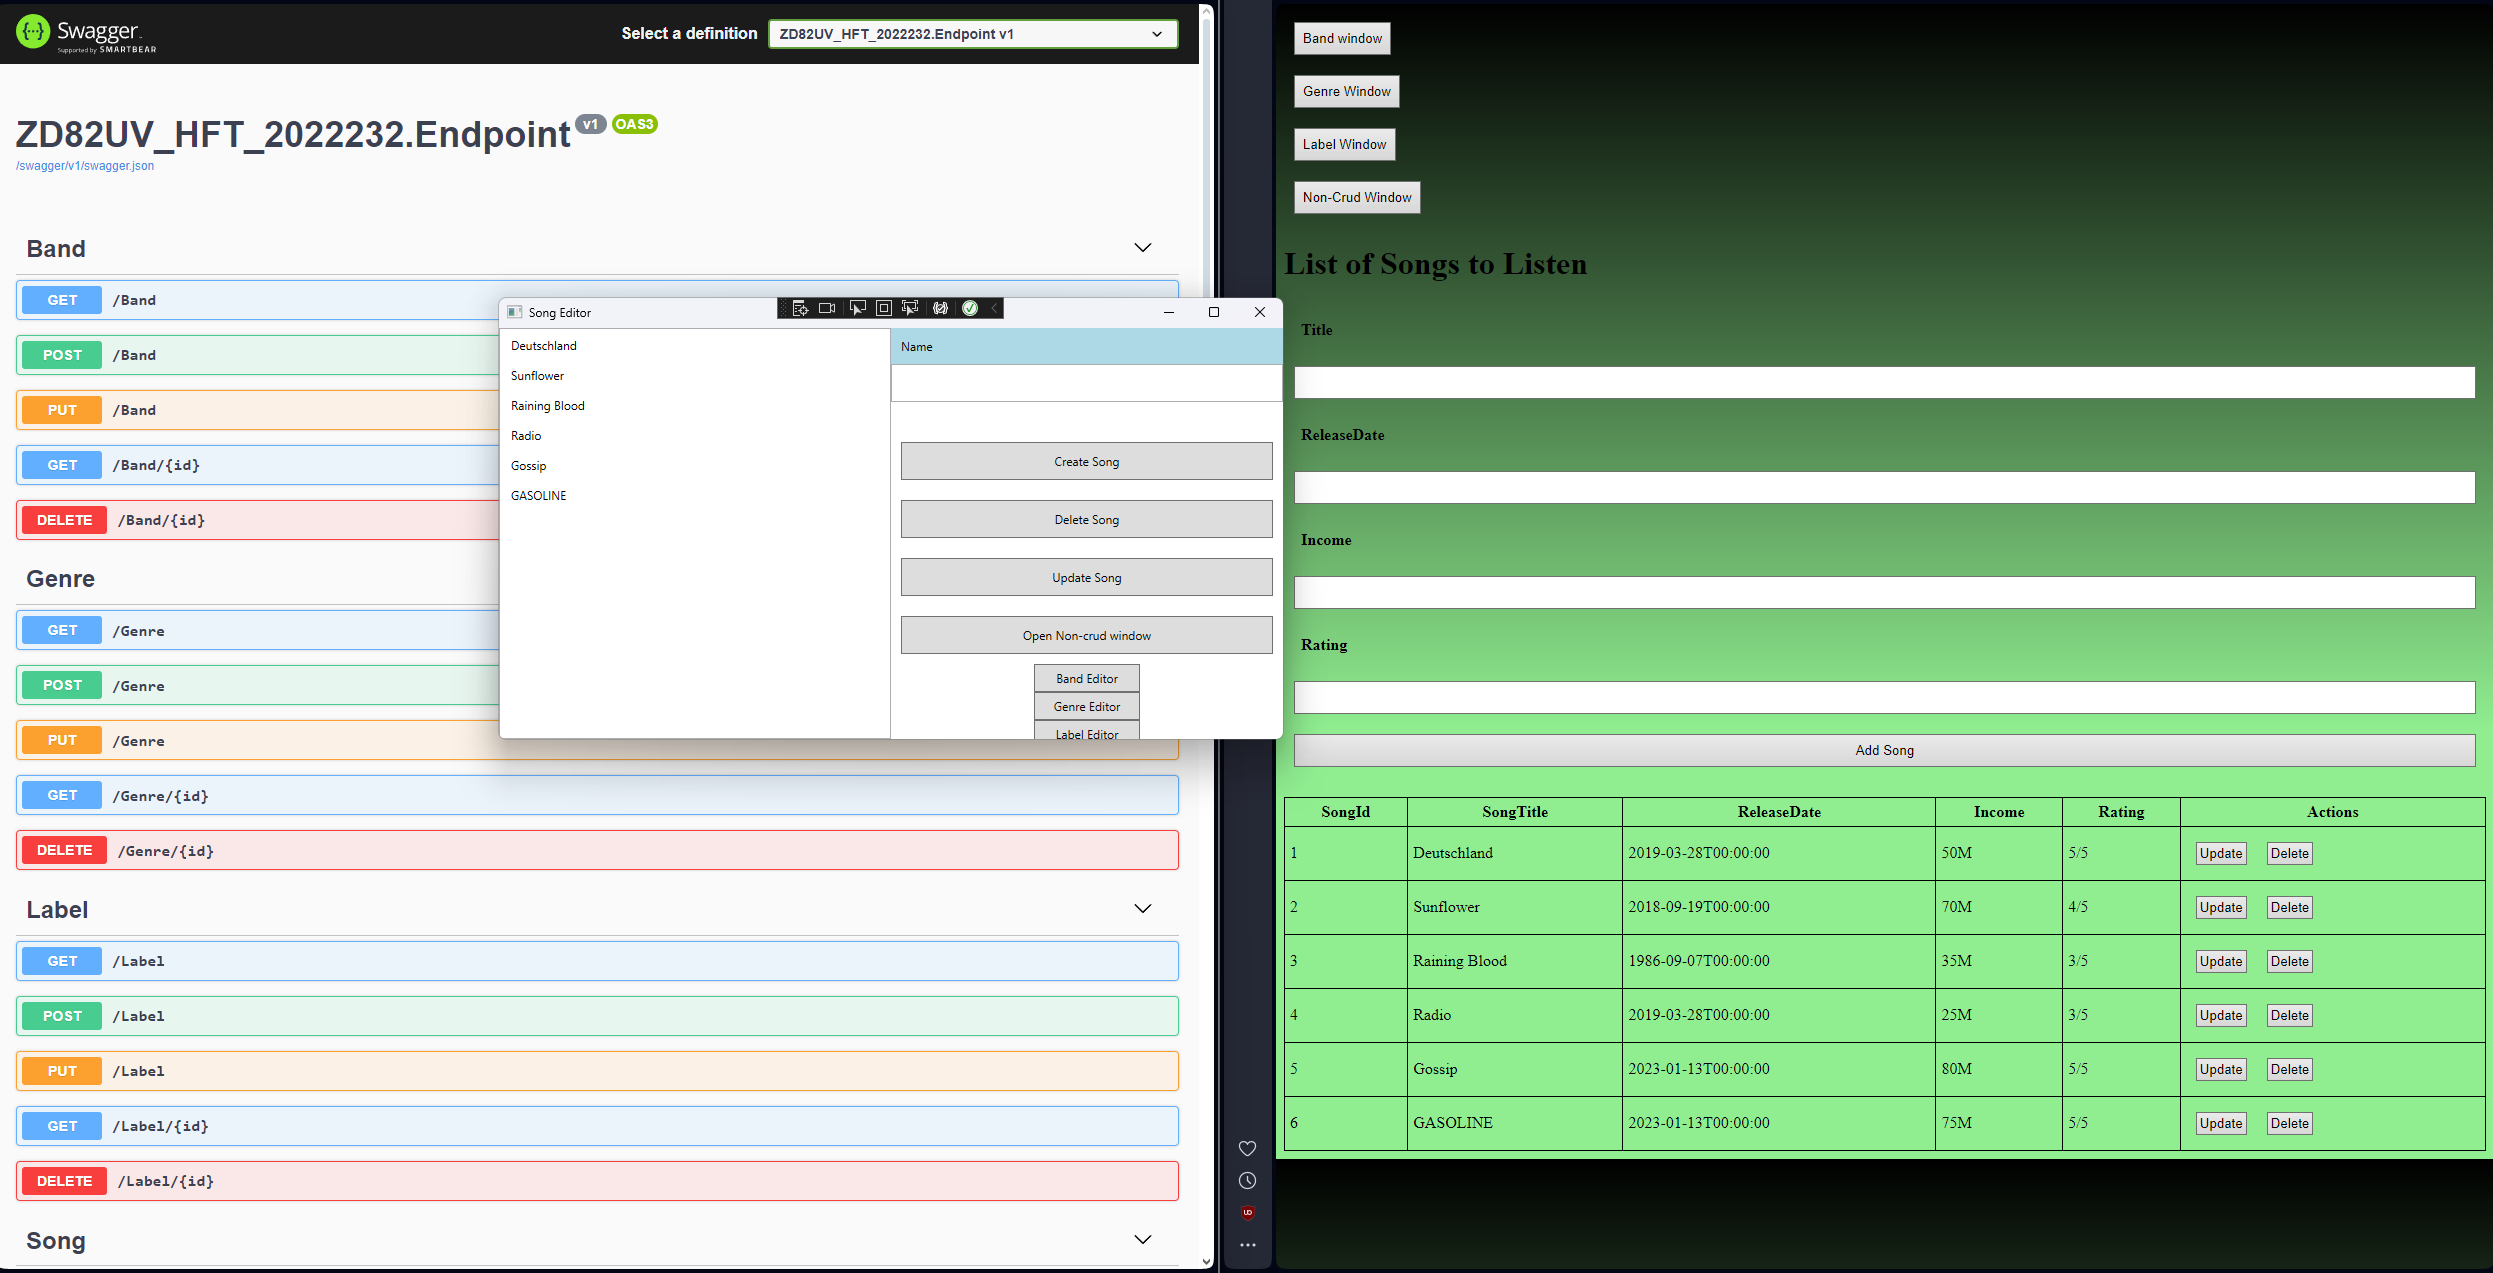 Swagger
Supported by SMARTBEAR
Select a definition
ZD82UV_HFT_2022232.Endpoint v1
ZD82UV_HFT_2022232.Endpoint v1 OAS3
/swagger/v1/swagger.json
Band
GET /Band
POST /Band
PUT /Band
GET /Band/{id}
DELETE /Band/{id}
Genre
GET /Genre
POST /Genre
PUT /Genre
GET /Genre/{id}
DELETE /Genre/{id}
Label
GET /Label
POST /Label
PUT /Label
GET /Label/{id}
DELETE /Label/{id}
Song
Song Editor
Deutschland
Sunflower
Raining Blood
Radio
Gossip
GASOLINE
Name
Create Song
Delete Song
Update Song
Open Non-crud window
Band Editor
Genre Editor
Label Editor
Band window
Genre Window
Label Window
Non-Crud Window
List of Songs to Listen
Title
ReleaseDate
Income
Rating
Add Song
SongId SongTitle ReleaseDate Income Rating Actions
1 Deutschland 2019-03-28T00:00:00 50M 5/5 Update Delete
2 Sunflower 2018-09-19T00:00:00 70M 4/5 Update Delete
3 Raining Blood 1986-09-07T00:00:00 35M 3/5 Update Delete
4 Radio 2019-03-28T00:00:00 25M 3/5 Update Delete
5 Gossip 2023-01-13T00:00:00 80M 5/5 Update Delete
6 GASOLINE 2023-01-13T00:00:00 75M 5/5 Update Delete